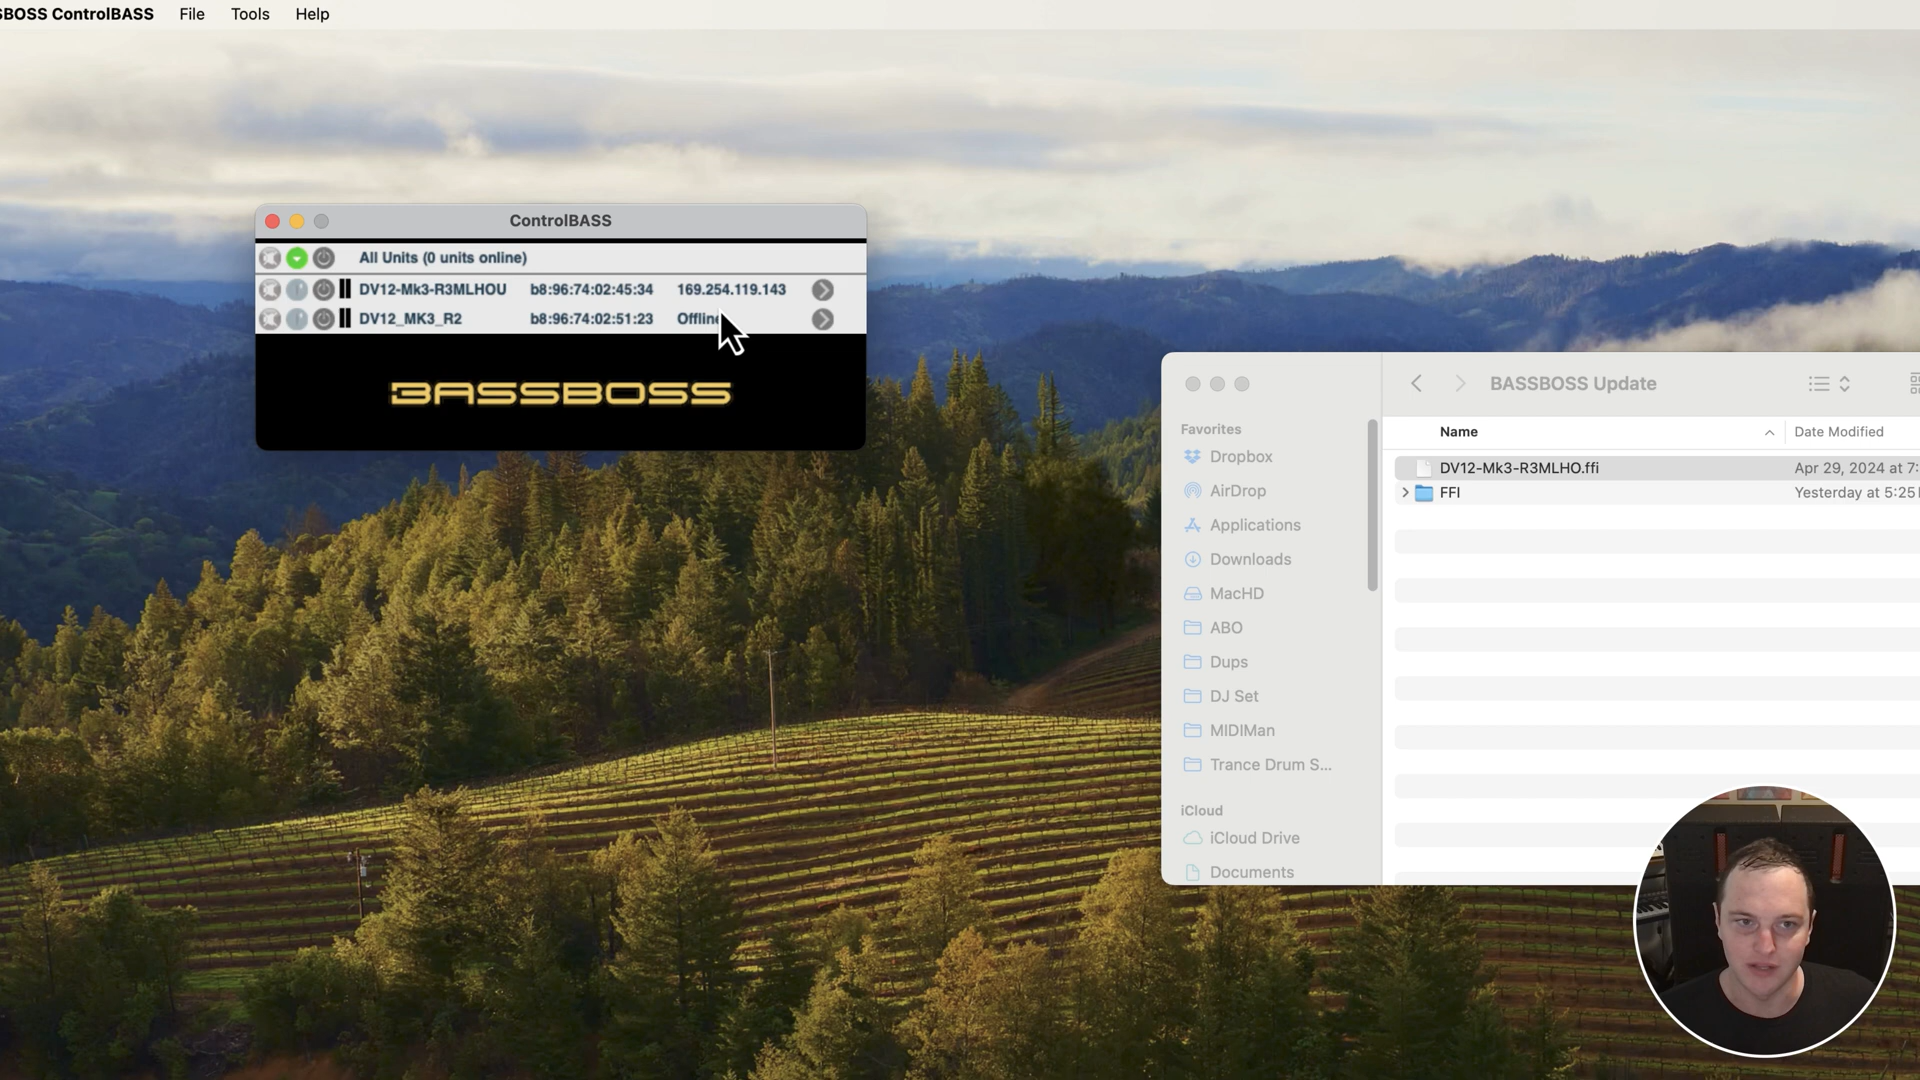 SBOSS ControlBASS File Tools Help
ControlBASS
All Units (0 units online)
DV12-Mk3-R3MLHOU b8:96:74:02:45:34 169.254.119.143
DV12_MK3_R2 b8:96:74:02:51:23 Offline
BASSBOSS
BASSBOSS Update
Favorites
Dropbox
AirDrop
Applications
Downloads
MacHD
ABO
Dups
DJ Set
MIDIMan
Trance Drum S...
iCloud
iCloud Drive
Documents
Name Date Modified
DV12-Mk3-R3MLHO.ffi Apr 29, 2024 at 7:
FFI Yesterday at 5:25